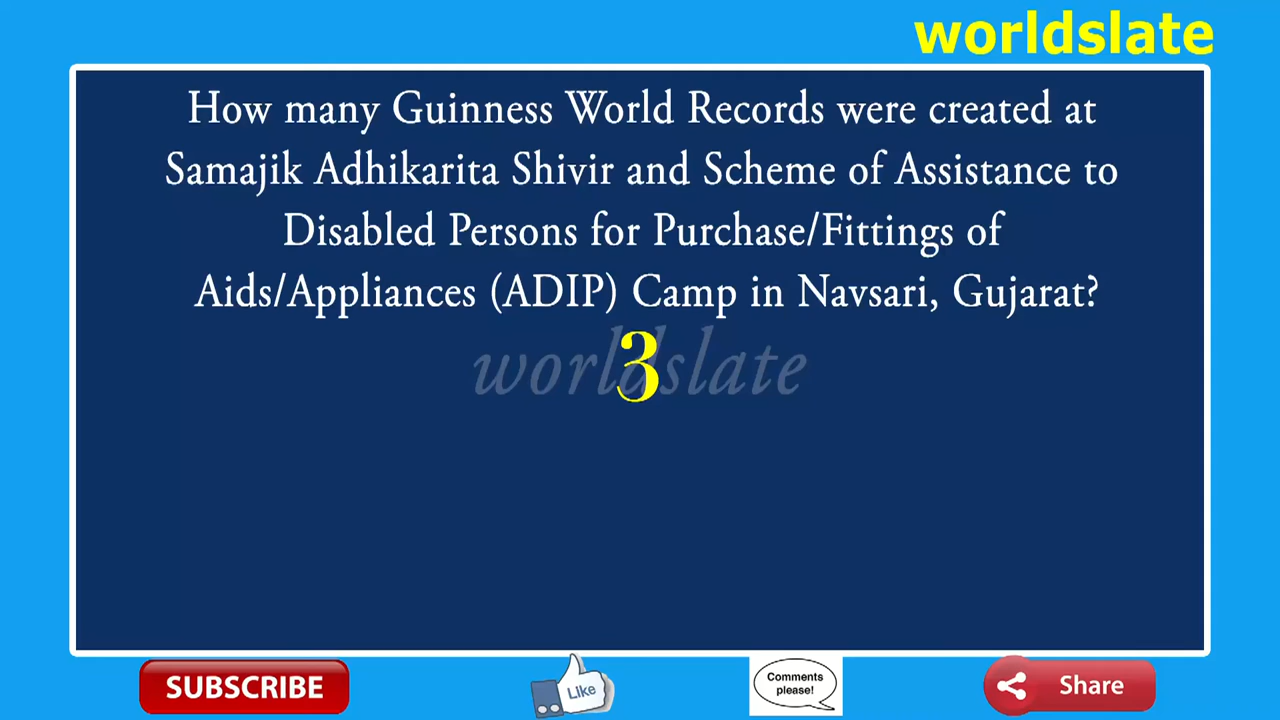 worldslate
How many Guinness World Records were created at
Samajik Adhikarita Shivir and Scheme of Assistance to
Disabled Persons for Purchase/Fittings of
Aids/Appliances (ADIP) Camp in Navsari, Gujarat?
worldslate
3
SUBSCRIBE
Like
Comments
please!
Share